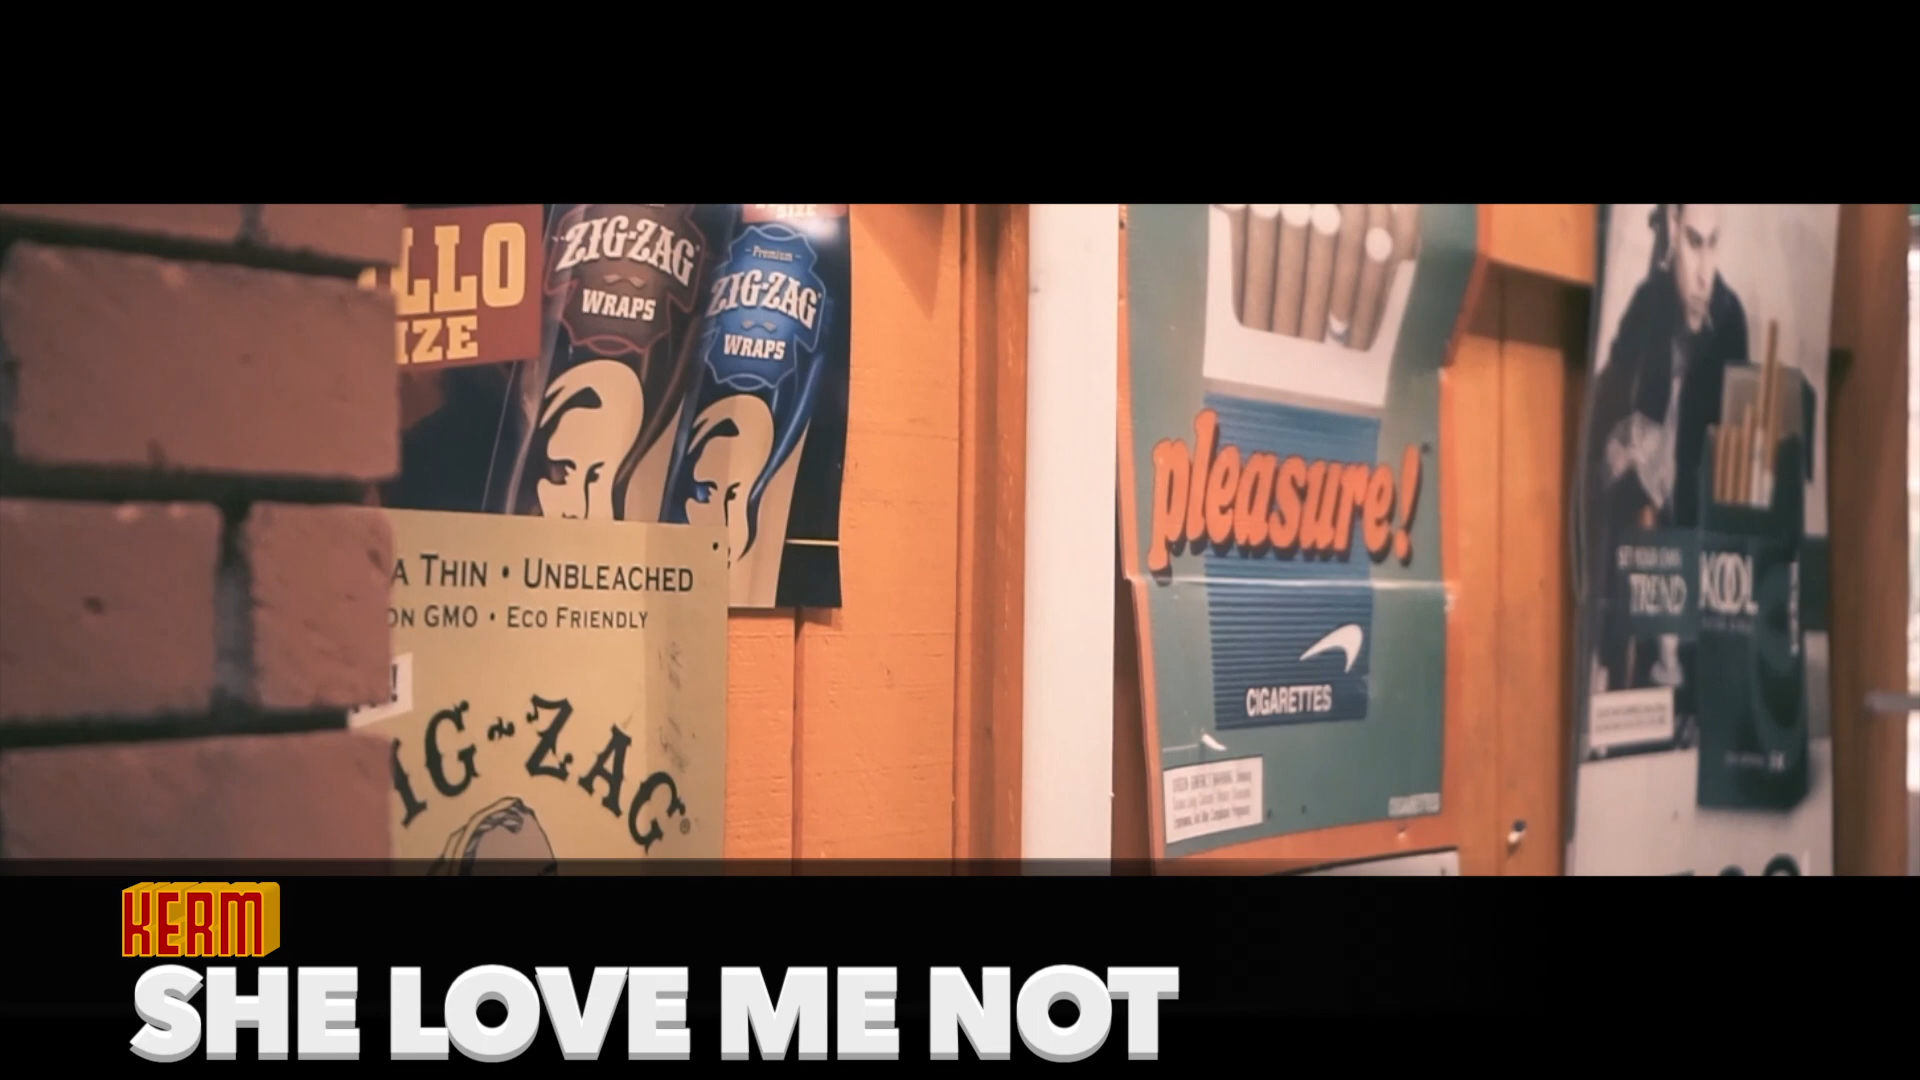 LLO
IZE
ZIG-ZAG
WRAPS
SIZE
Premium
ZIG-ZAG
WRAPS
A THIN • UNBLEACHED
ON GMO • ECO FRIENDLY
!
IG-ZAG®
pleasure!
CIGARETTES
TREND
KOOL
KERM
SHE LOVE ME NOT